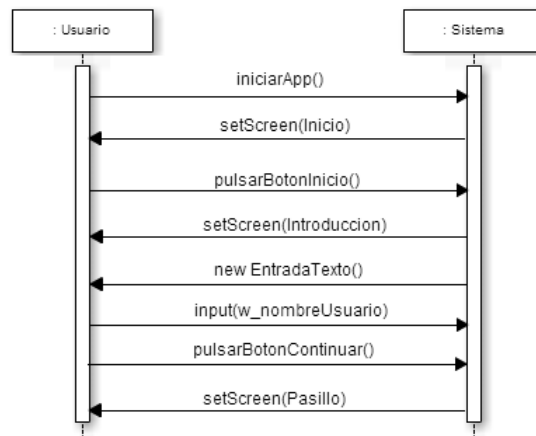 : Usuario
: Sistema
iniciarApp()
setScreen(Inicio)
pulsarBotonInicio()
setScreen(Introduccion)
new EntradaTexto()
input(w_nombreUsuario)
pulsarBotonContinuar()
setScreen(Pasillo)